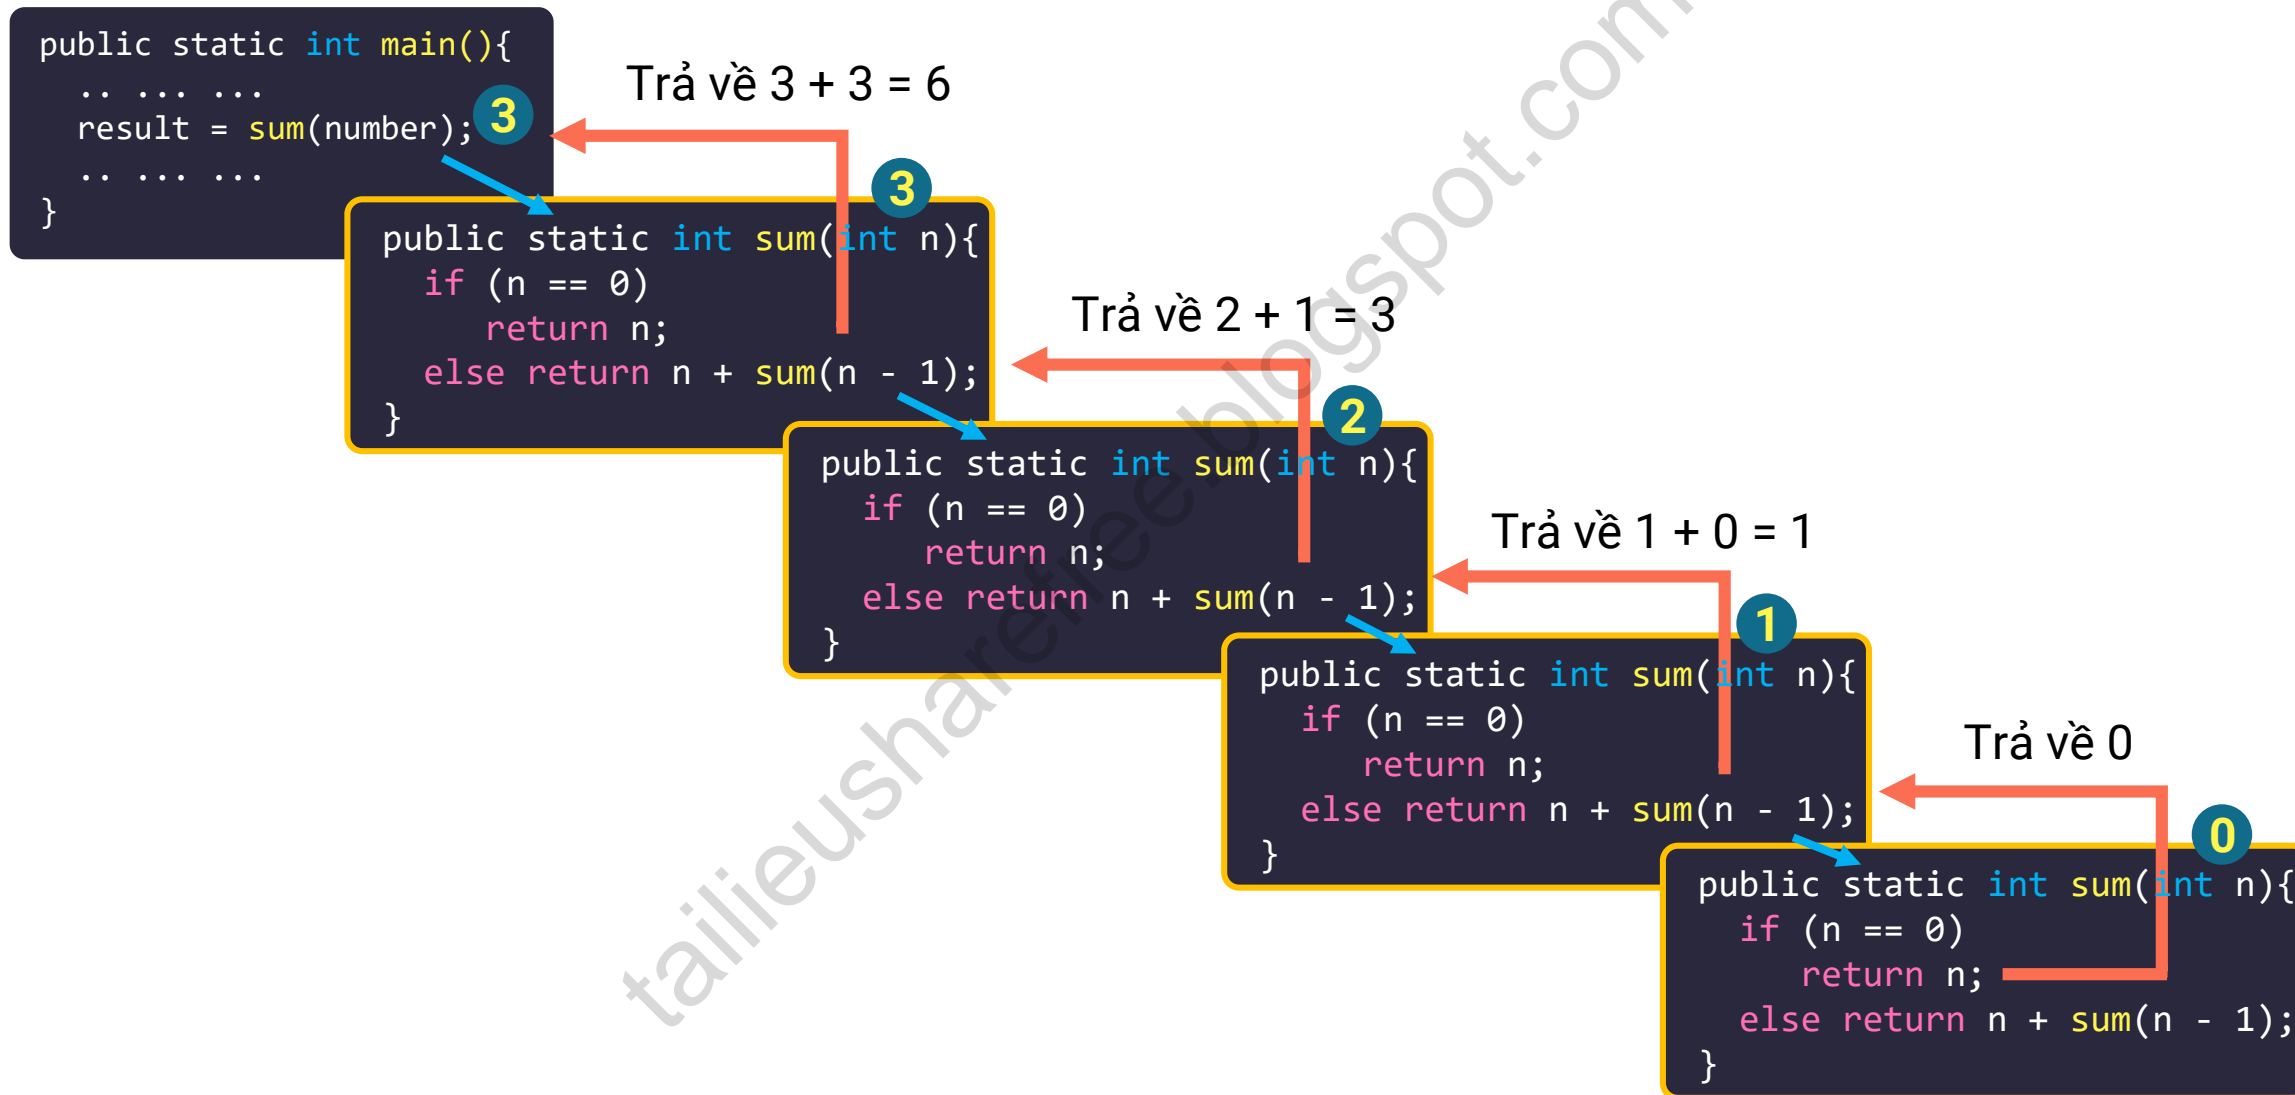 public static int main(){
.. ... ...
result = sum(number);
3
.. ... ...
}
Trả về 3 + 3 = 6
3
public static int sum(int n){
if (n == 0)
return n;
else return n + sum(n - 1);
}
Trả về 2 + 1 = 3
2
public static int sum(int n){
if (n == 0)
return n;
else return n + sum(n - 1);
}
Trả về 1 + 0 = 1
1
public static int sum(int n){
if (n == 0)
return n;
else return n + sum(n - 1);
}
Trả về 0
0
public static int sum(int n){
if (n == 0)
return n;
else return n + sum(n - 1);
}
tailieusharefree.blogspot.com